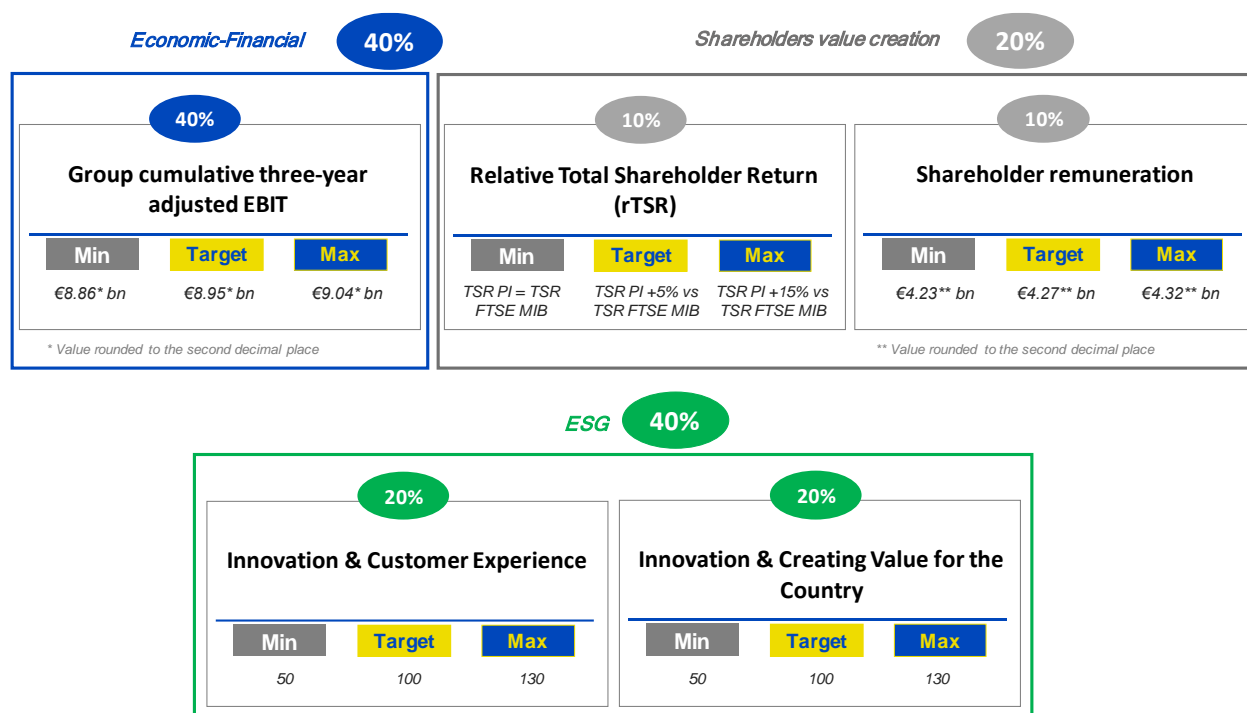 Economic-Financial
40%
Shareholders value creation
20%
40%
Group cumulative three-year
adjusted EBIT
Min
Target
Max
€8.86* bn
€8.95* bn
€9.04* bn
* Value rounded to the second decimal place
10%
Relative Total Shareholder Return
(rTSR)
Min
Target
Max
TSR PI = TSR
FTSE MIB
TSR PI +5% vs
TSR FTSE MIB
TSR PI +15% vs
TSR FTSE MIB
10%
Shareholder remuneration
Min
Target
Max
€4.23** bn
€4.27** bn
€4.32** bn
** Value rounded to the second decimal place
ESG
40%
20%
Innovation & Customer Experience
Min
Target
Max
50
100
130
20%
Innovation & Creating Value for the
Country
Min
Target
Max
50
100
130